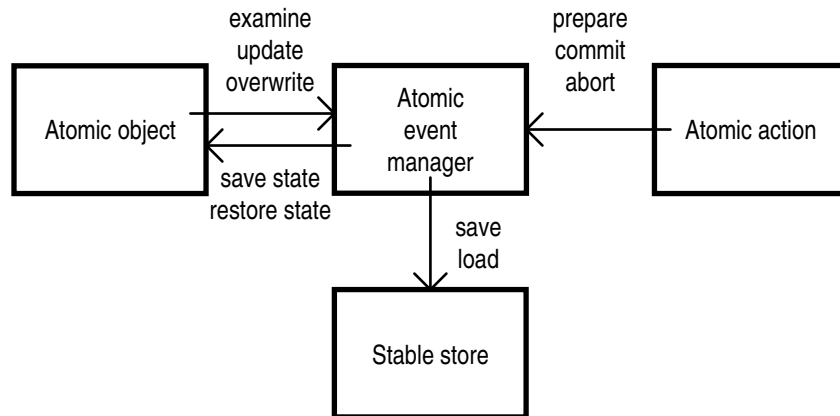 examine
update
overwrite
prepare
commit
abort
Atomic object
Atomic
event
manager
Atomic action
save state
restore state
save
load
Stable store